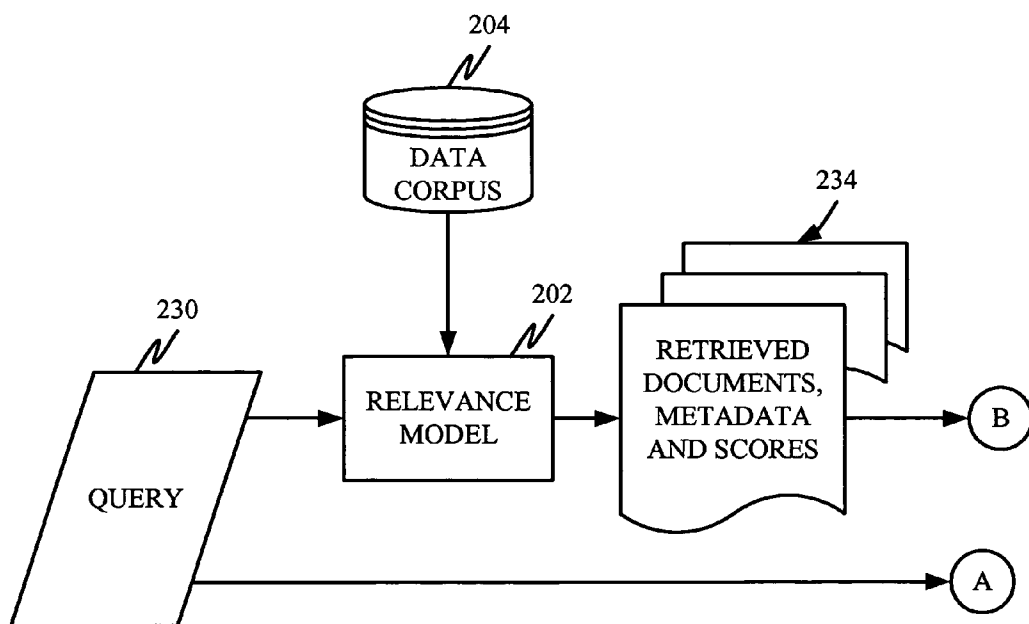 204
DATA
CORPUS
234
230
202
RETRIEVED
DOCUMENTS,
METADATA
AND SCORES
RELEVANCE
MODEL
B
QUERY
A